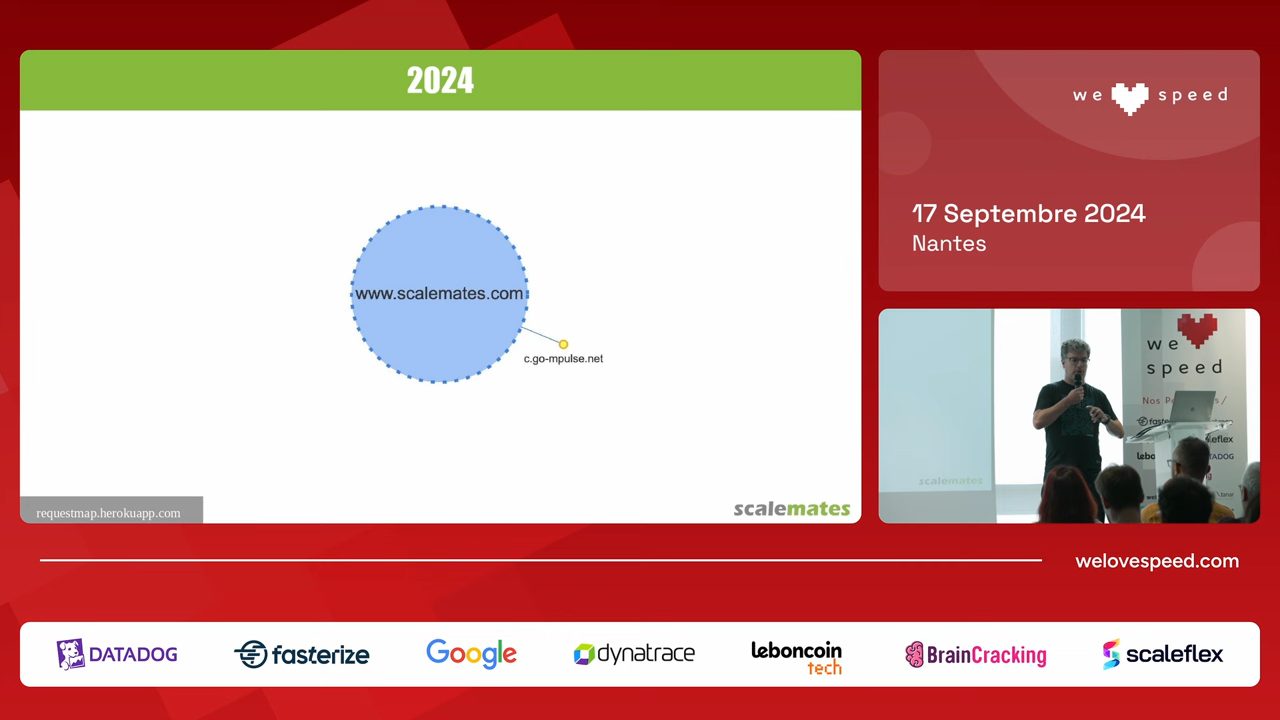 2024
www.scalemates.com
c.go-mpulse.net
requestmap.herokuapp.com
scalemates
we speed
17 Septembre 2024
Nantes
we
speed
scalemates
welovespeed.com
DATADOG
fasterize
Google
dynatrace
leboncoin
tech
BrainCracking
scaleflex